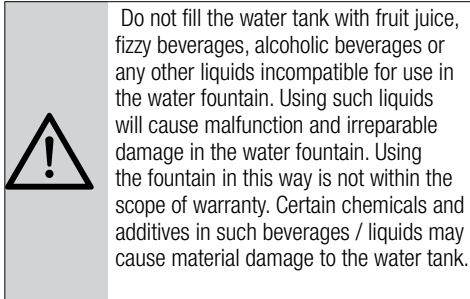 Do not fill the water tank with fruit juice,
fizzy beverages, alcoholic beverages or
any other liquids incompatible for use in
the water fountain. Using such liquids
will cause malfunction and irreparable
damage in the water fountain. Using
the fountain in this way is not within the
scope of warranty. Certain chemicals and
additives in such beverages / liquids may
cause material damage to the water tank.